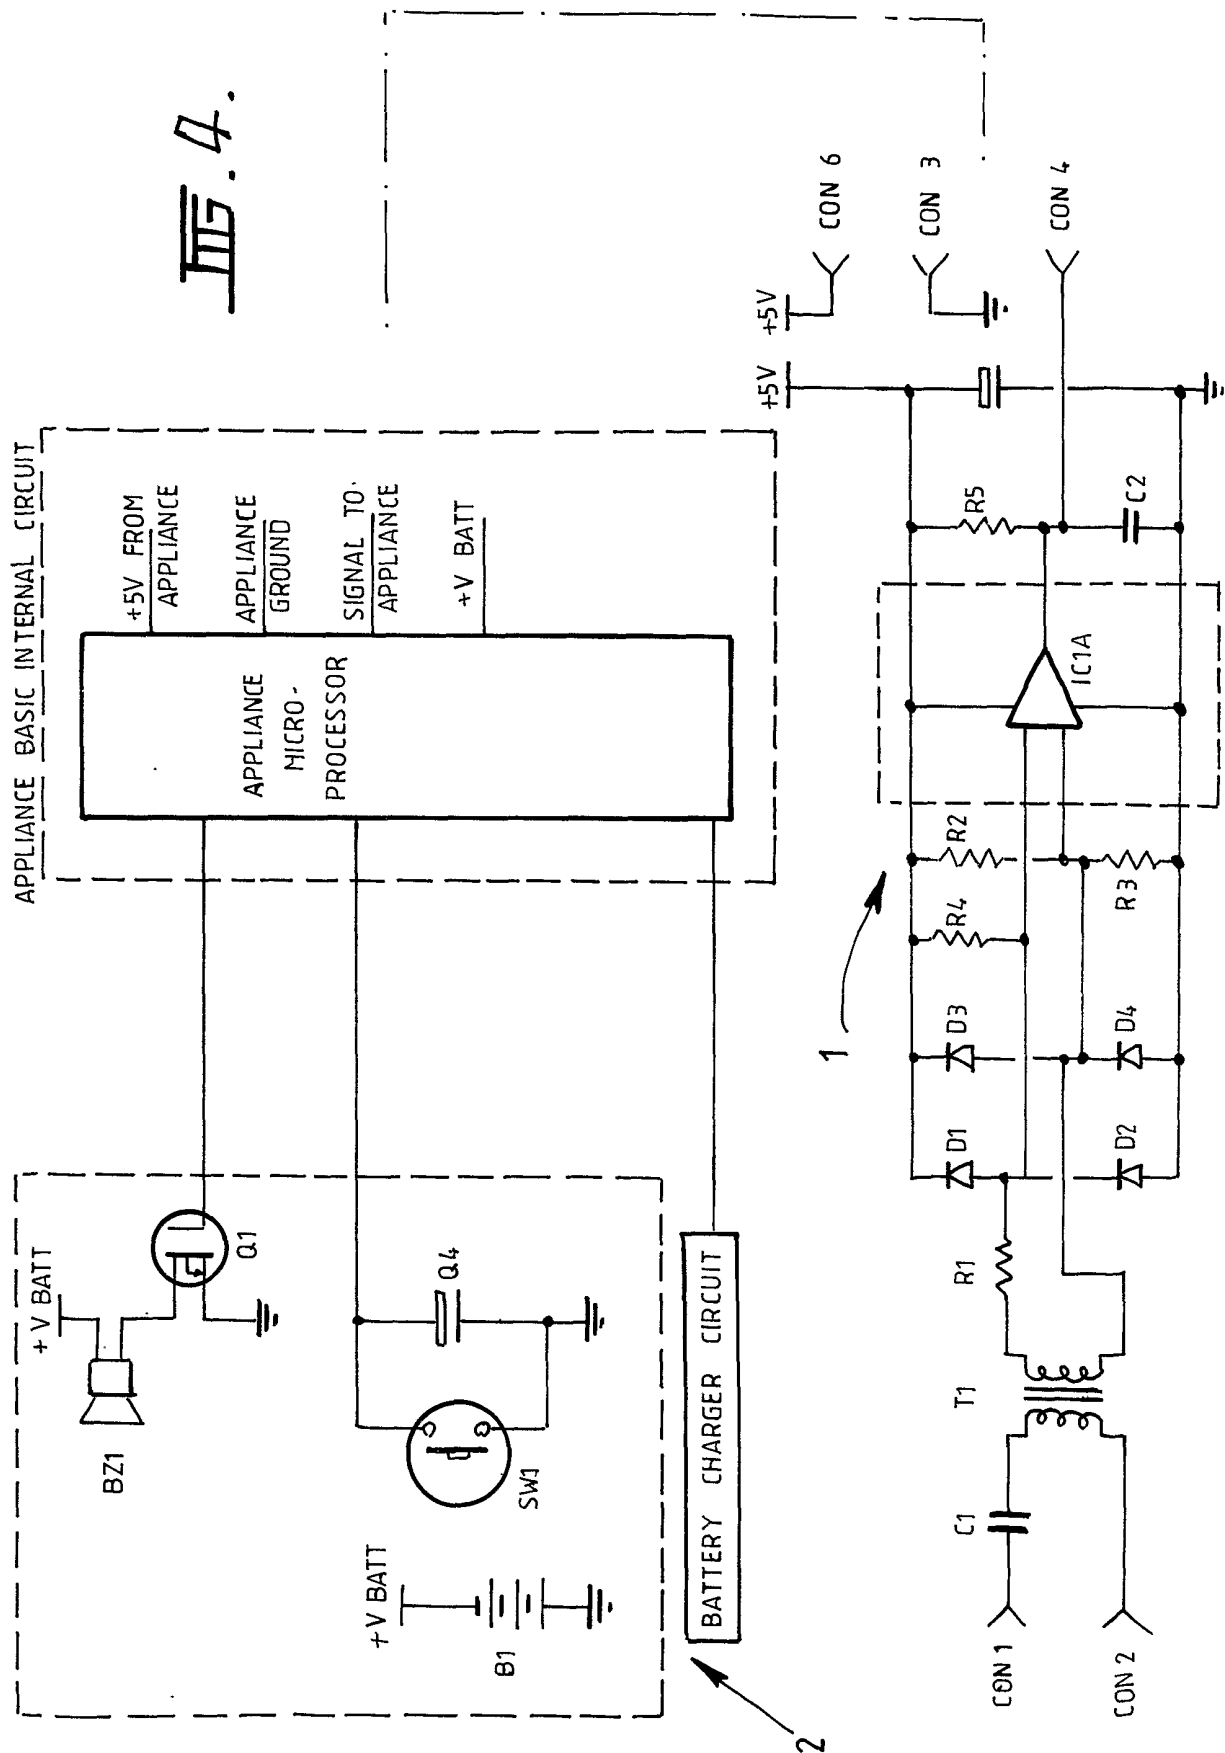 FIG. 4.
APPLIANCE BASIC INTERNAL CIRCUIT
+5V FROM
APPLIANCE
APPLIANCE
GROUND
SIGNAL TO
APPLIANCE
+V BATT
APPLIANCE
MICRO-
PROCESSOR
+V BATT
BZ1
Q1
Q4
SW1
+V BATT
B1
BATTERY CHARGER CIRCUIT
2
1
+5V
CON 6
CON 3
+5V
CON 4
R5
C2
IC1A
R2
R4
R3
D3
D4
D1
D2
R1
T1
C1
CON 1
CON 2